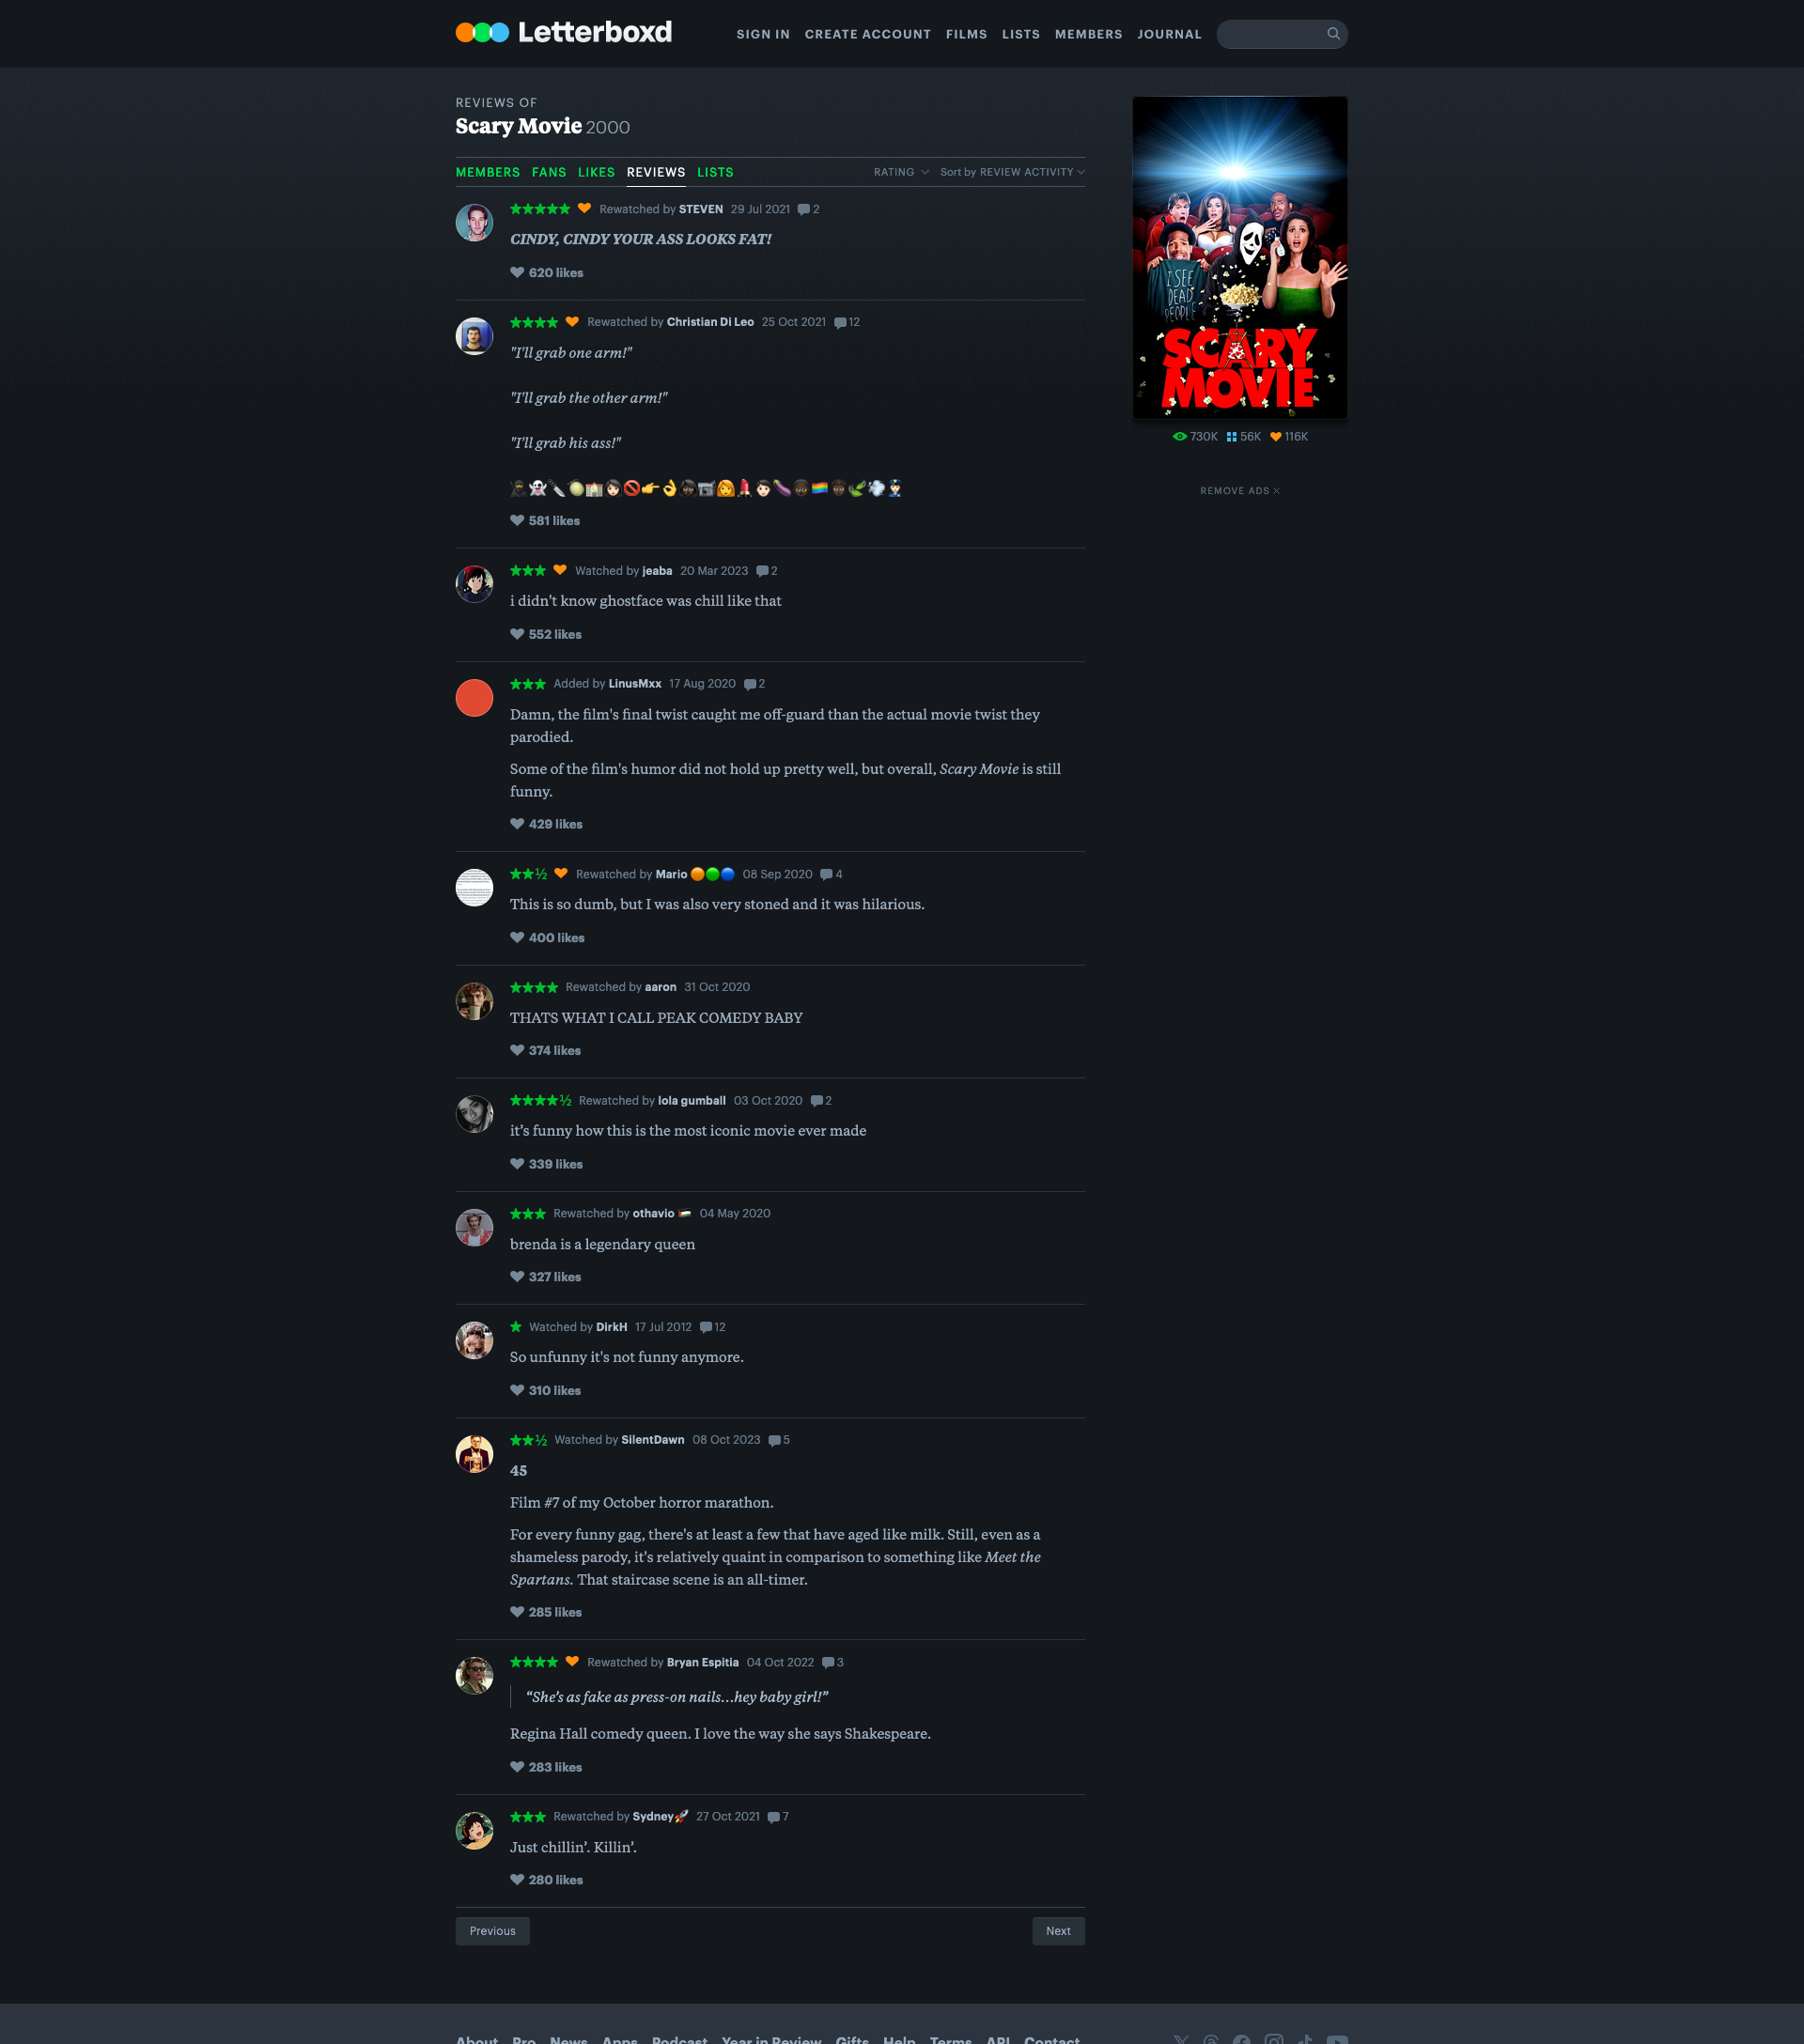 Letterboxd
SIGN IN CREATE ACCOUNT FILMS LISTS MEMBERS JOURNAL
REVIEWS OF
Scary Movie 2000
MEMBERS FANS LIKES REVIEWS LISTS
RATING Sort by REVIEW ACTIVITY
I SEE
DEAD
PEOPLE
SCARY
MOVIE
730K 56K 116K
REMOVE ADS
★★★★★ Rewatched by STEVEN 29 Jul 2021 2
CINDY, CINDY YOUR ASS LOOKS FAT!
620 likes
★★★★ Rewatched by Christian Di Leo 25 Oct 2021 12
"I'll grab one arm!"
"I'll grab the other arm!"
"I'll grab his ass!"
581 likes
★★★ Watched by jeaba 20 Mar 2023 2
i didn't know ghostface was chill like that
552 likes
★★★ Added by LinusMxx 17 Aug 2020 2
Damn, the film's final twist caught me off-guard than the actual movie twist they
parodied.
Some of the film's humor did not hold up pretty well, but overall, Scary Movie is still
funny.
429 likes
★★½ Rewatched by Mario 🟠🟢🔵 08 Sep 2020 4
This is so dumb, but I was also very stoned and it was hilarious.
400 likes
★★★★ Rewatched by aaron 31 Oct 2020
THATS WHAT I CALL PEAK COMEDY BABY
374 likes
★★★★½ Rewatched by lola gumball 03 Oct 2020 2
it’s funny how this is the most iconic movie ever made
339 likes
★★★ Rewatched by othavio 🇵🇸 04 May 2020
brenda is a legendary queen
327 likes
★ Watched by DirkH 17 Jul 2012 12
So unfunny it's not funny anymore.
310 likes
★★½ Watched by SilentDawn 08 Oct 2023 5
45
Film #7 of my October horror marathon.
For every funny gag, there's at least a few that have aged like milk. Still, even as a
shameless parody, it's relatively quaint in comparison to something like Meet the
Spartans. That staircase scene is an all-timer.
285 likes
★★★★ Rewatched by Bryan Espitia 04 Oct 2022 3
“She’s as fake as press-on nails…hey baby girl!”
Regina Hall comedy queen. I love the way she says Shakespeare.
283 likes
★★★ Rewatched by Sydney🚀 27 Oct 2021 7
Just chillin’. Killin’.
280 likes
Previous Next
About Pro News Apps Podcast Year in Review Gifts Help Terms API Contact